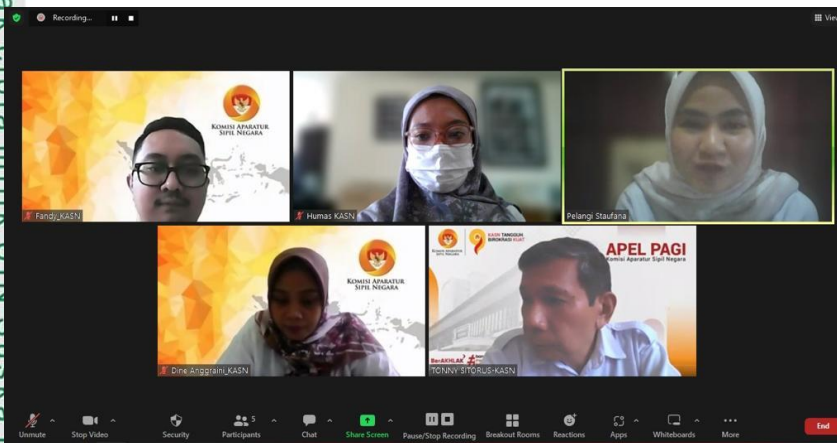 Recording...
View
KOMISI APARATUR
SIPIL NEGARA
Fandy_KASN
Humas KASN
Pelangi Staufana
KOMISI APARATUR
SIPIL NEGARA
Dine Anggraini_KASN
KASN TANGGUH
BIROKRASI KUAT
APEL PAGI
Komisi Aparatur Sipil Negara
BerAKHLAK
TONNY SITORUS-KASN
Unmute
Stop Video
Security
5
Participants
Chat
Share Screen
Pause/Stop Recording
Breakout Rooms
Reactions
Apps
Whiteboards
More
End